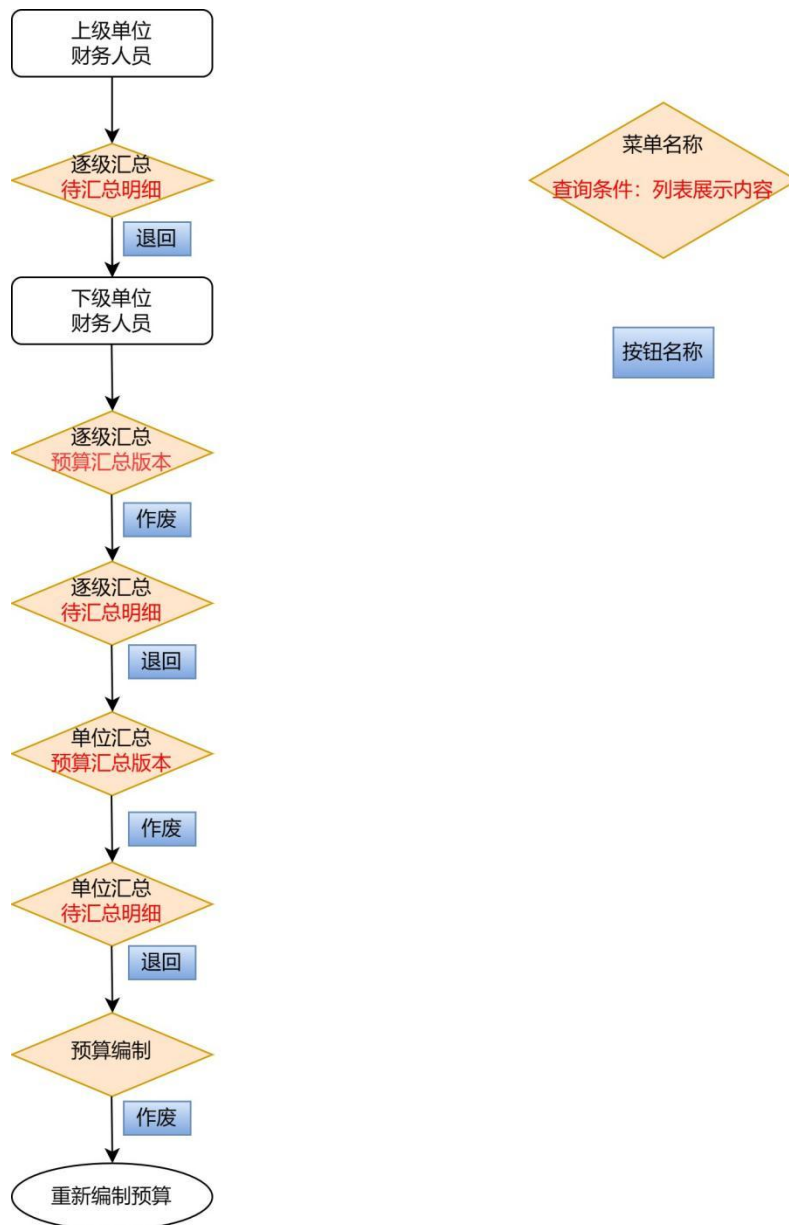 上级单位
财务人员
逐级汇总
待汇总明细
退回
下级单位
财务人员
逐级汇总
预算汇总版本
作废
逐级汇总
待汇总明细
退回
单位汇总
预算汇总版本
作废
单位汇总
待汇总明细
退回
预算编制
作废
重新编制预算
菜单名称
查询条件：列表展示内容
按钮名称